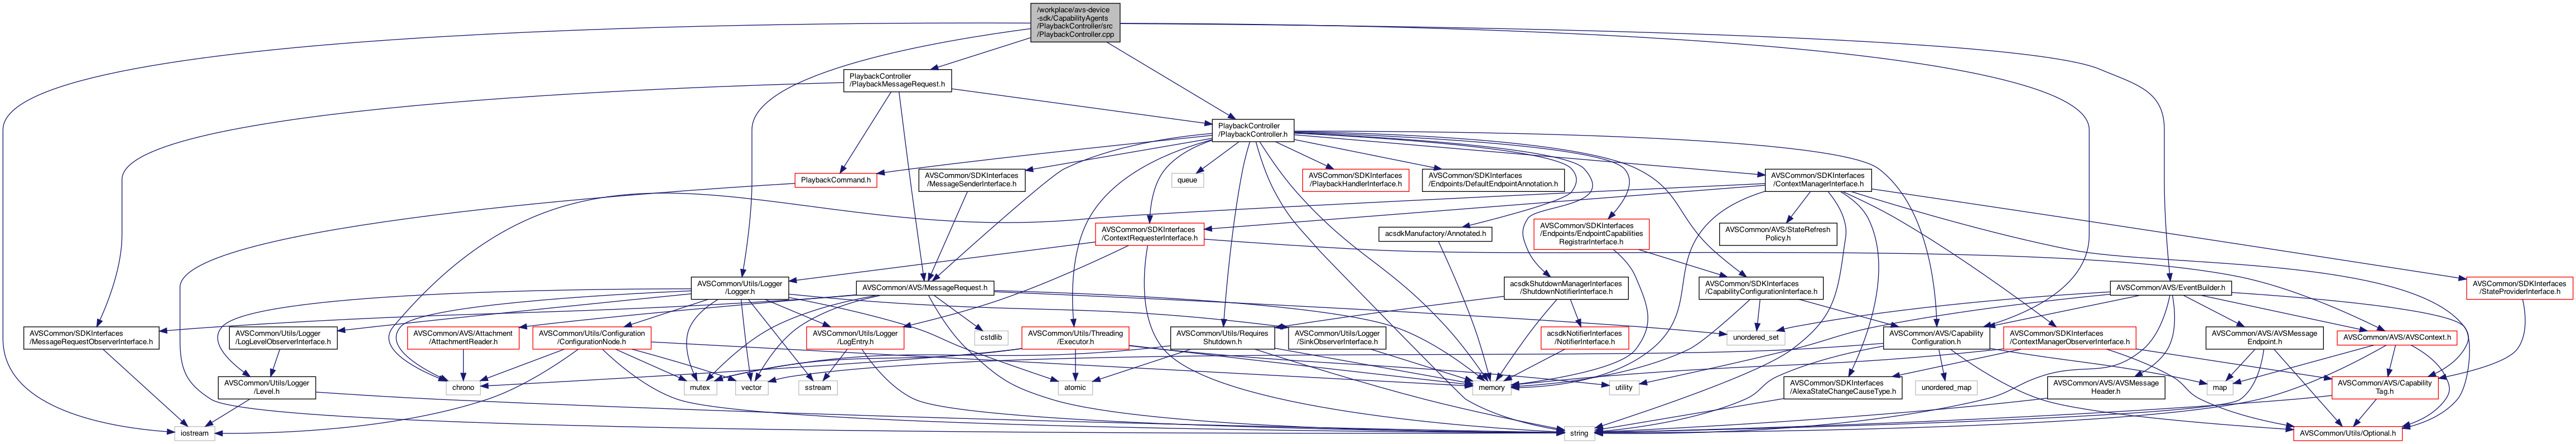 /workplace/avs-device
-sdk/CapabilityAgents
/PlaybackController/src
/PlaybackController.cpp
PlaybackController
/PlaybackMessageRequest.h
PlaybackController
/PlaybackController.h
PlaybackCommand.h
AVSCommon/SDKInterfaces
/MessageSenderInterface.h
queue
AVSCommon/SDKInterfaces
/PlaybackHandlerInterface.h
AVSCommon/SDKInterfaces
/Endpoints/DefaultEndpointAnnotation.h
AVSCommon/SDKInterfaces
/ContextManagerInterface.h
AVSCommon/SDKInterfaces
/ContextRequesterInterface.h
acsdkManufactory/Annotated.h
AVSCommon/SDKInterfaces
/Endpoints/EndpointCapabilities
RegistrarInterface.h
AVSCommon/AVS/StateRefresh
Policy.h
AVSCommon/Utils/Logger
/Logger.h
AVSCommon/AVS/MessageRequest.h
acsdkShutdownManagerInterfaces
/ShutdownNotifierInterface.h
AVSCommon/SDKInterfaces
/CapabilityConfigurationInterface.h
AVSCommon/AVS/EventBuilder.h
AVSCommon/SDKInterfaces
/StateProviderInterface.h
AVSCommon/SDKInterfaces
/MessageRequestObserverInterface.h
AVSCommon/Utils/Logger
/LogLevelObserverInterface.h
AVSCommon/AVS/Attachment
/AttachmentReader.h
AVSCommon/Utils/Configuration
/ConfigurationNode.h
AVSCommon/Utils/Logger
/LogEntry.h
cstdlib
AVSCommon/Utils/Threading
/Executor.h
AVSCommon/Utils/Requires
Shutdown.h
AVSCommon/Utils/Logger
/SinkObserverInterface.h
acsdkNotifierInterfaces
/NotifierInterface.h
unordered_set
AVSCommon/AVS/Capability
Configuration.h
AVSCommon/SDKInterfaces
/ContextManagerObserverInterface.h
AVSCommon/AVS/AVSMessage
Endpoint.h
AVSCommon/AVS/AVSContext.h
AVSCommon/Utils/Logger
/Level.h
chrono
mutex
vector
sstream
atomic
memory
utility
AVSCommon/SDKInterfaces
/AlexaStateChangeCauseType.h
unordered_map
AVSCommon/AVS/AVSMessage
Header.h
map
AVSCommon/AVS/Capability
Tag.h
iostream
string
AVSCommon/Utils/Optional.h